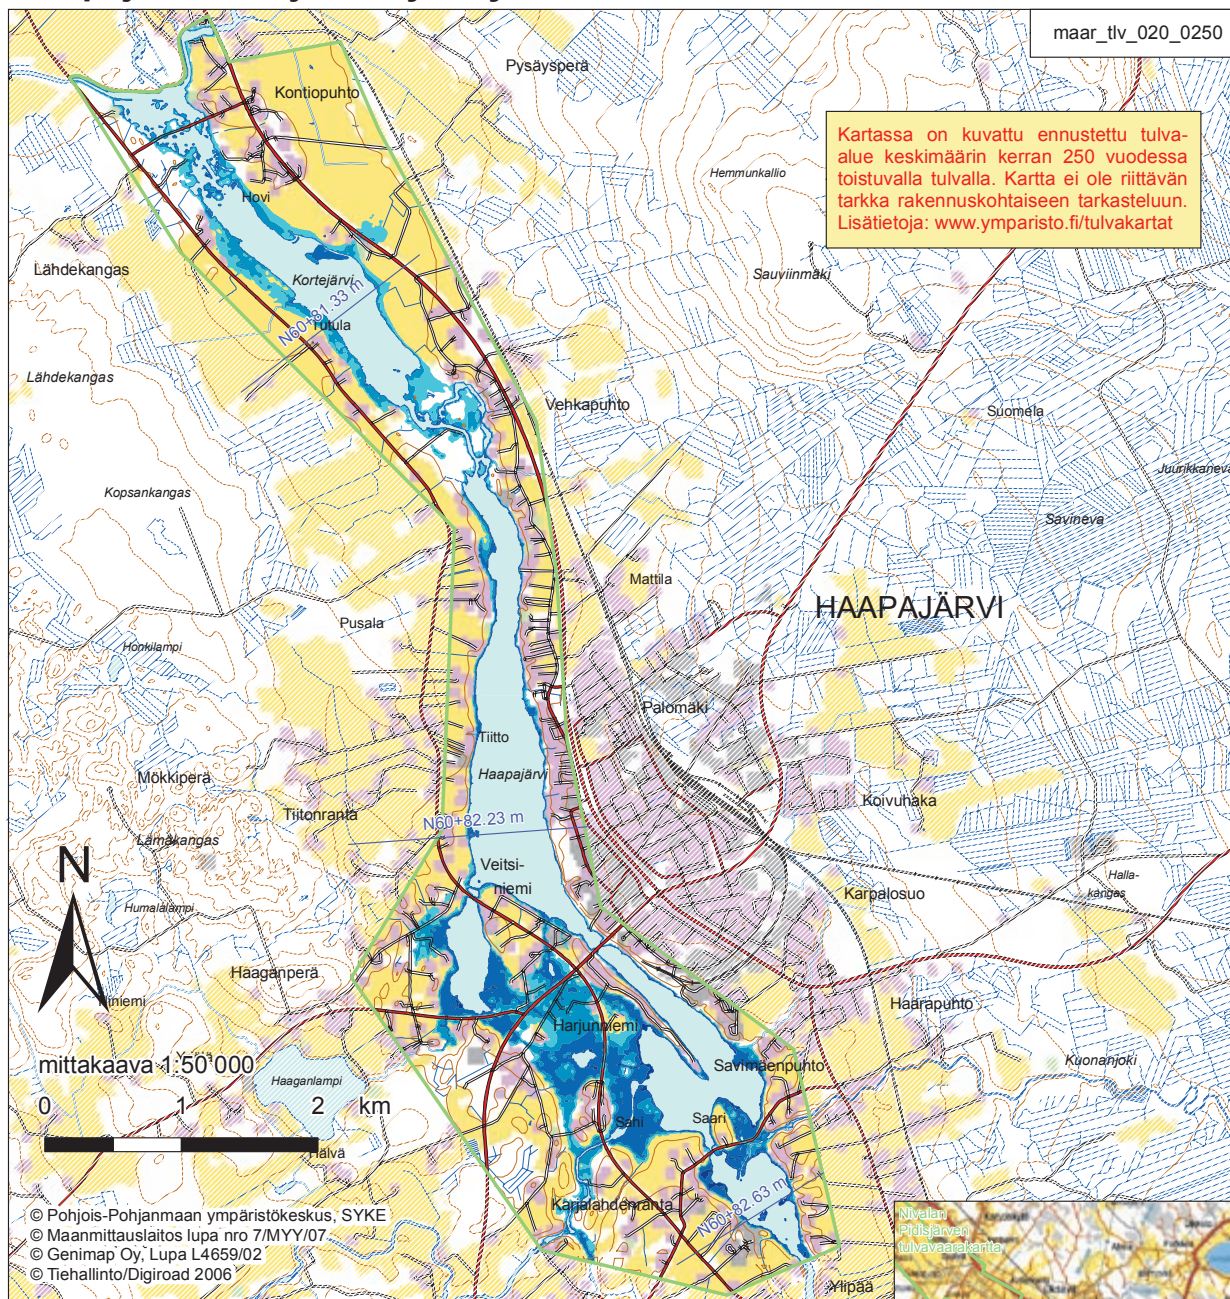 maar_tlv_020_0250
Pysäysperä
Kontiopuhto
Kartassa on kuvattu ennustettu tulva-
alue keskimäärin kerran 250 vuodessa
toistuvalla tulvalla. Kartta ei ole riittävän
tarkka rakennuskohtaiseen tarkasteluun.
Lisätietoja: www.ymparisto.fi/tulvakartat
Hemmunkallio
Hovi
Lähdekangas
Kortejärvi
Sauviinmäki
N60+81.33 m
Tutula
Lähdekangas
Vehkapuhto
Suomela
Juurikkaneva
Kopsankangas
Savineva
Mattila
HAAPAJÄRVI
Pusala
Honkilampi
Palomäki
Tiitto
Haapajärvi
Mökkiperä
Koivuhaka
Tiitonranta
N60+82.23 m
Lämäkangas
N
Veitsi-
niemi
Halla-
kangas
Karpalosuo
Humalalampi
Haaganperä
Haarapuhto
Harjunniemi
Kuonanjoki
mittakaava 1:50 000
Savimäenpuhto
Haaganlampi
0 1 2 km
Saari
Sahi
Hälvä
Karjalahdenranta
N60+82.63 m
© Pohjois-Pohjanmaan ympäristökeskus, SYKE
© Maanmittauslaitos lupa nro 7/MYY/07
© Genimap Oy, Lupa L4659/02
© Tiehallinto/Digiroad 2006
Nivalan
Pidisjärven
tulvavaarakartta
Ylipää